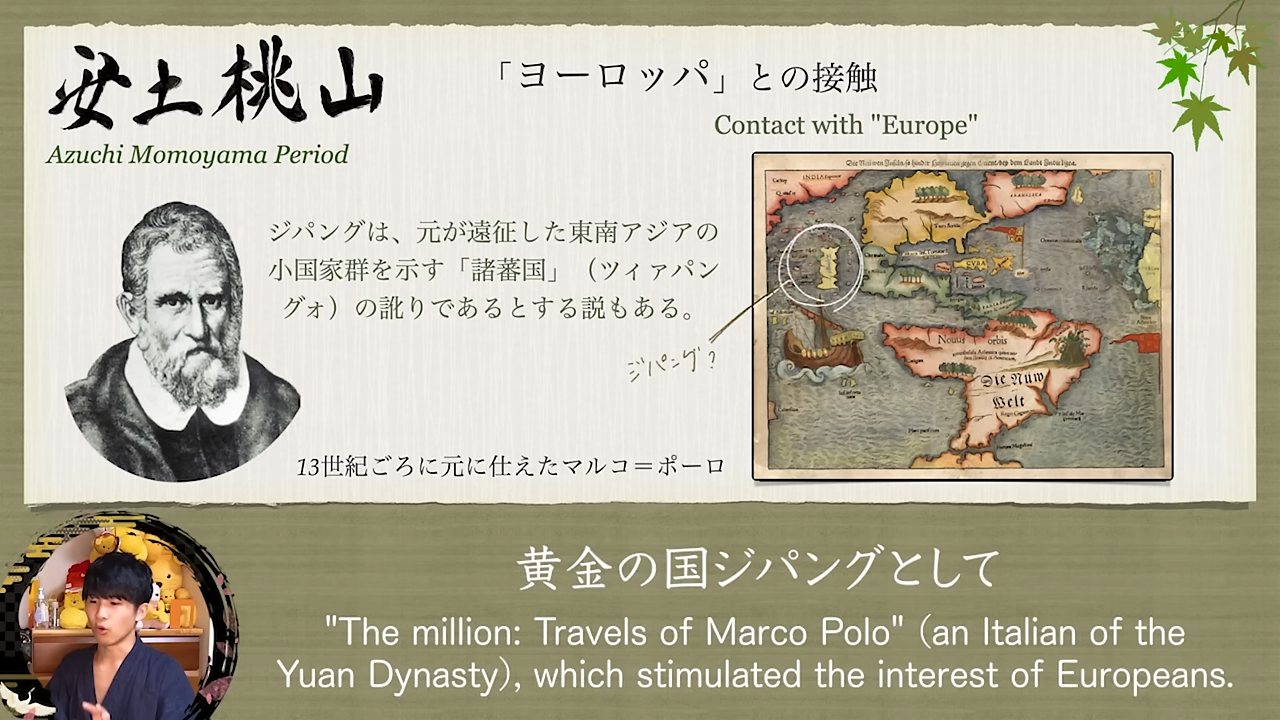 安土桃山
Azuchi Momoyama Period
「ヨーロッパ」との接触
Contact with "Europe"
ジパングは、元が遠征した東南アジアの
小国家群を示す「諸蕃国」（ツィァパン
グォ）の訛りであるとする説もある。
ジパング?
13世紀ごろに元に仕えたマルコ＝ポーロ
INDIA
CVBA
Nouus orbis
Die Nüw
Welt
黄金の国ジパングとして
"The million: Travels of Marco Polo" (an Italian of the
Yuan Dynasty), which stimulated the interest of Europeans.